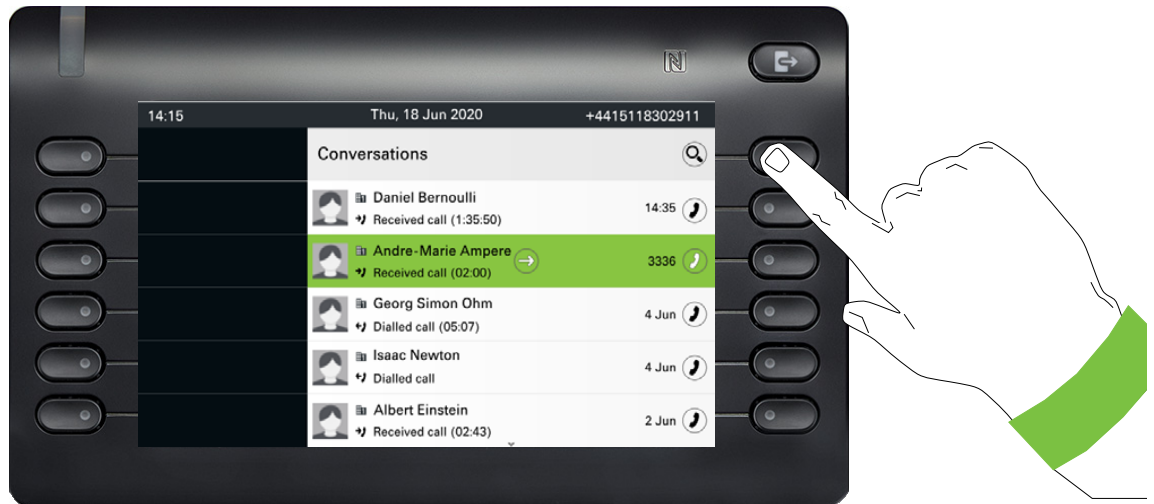 14:15 Thu, 18 Jun 2020 +4415118302911
Conversations
Daniel Bernoulli
Received call (1:35:50) 14:35
Andre-Marie Ampere
Received call (02:00) 3336
Georg Simon Ohm
Dialled call (05:07) 4 Jun
Isaac Newton
Dialled call 4 Jun
Albert Einstein
Received call (02:43) 2 Jun